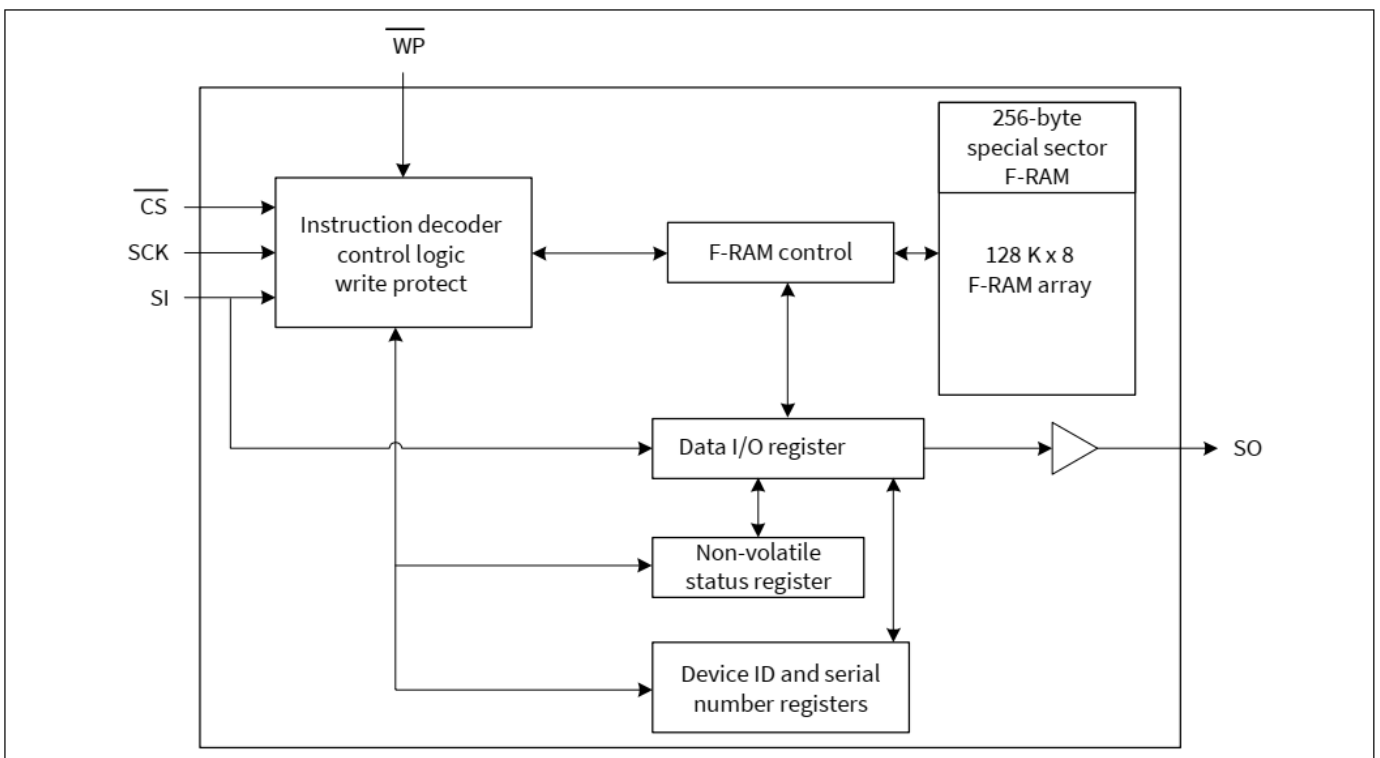 WP
256-byte
special sector
F-RAM
CS
SCK
SI
Instruction decoder
control logic
write protect
F-RAM control
128 K x 8
F-RAM array
Data I/O register
SO
Non-volatile
status register
Device ID and serial
number registers